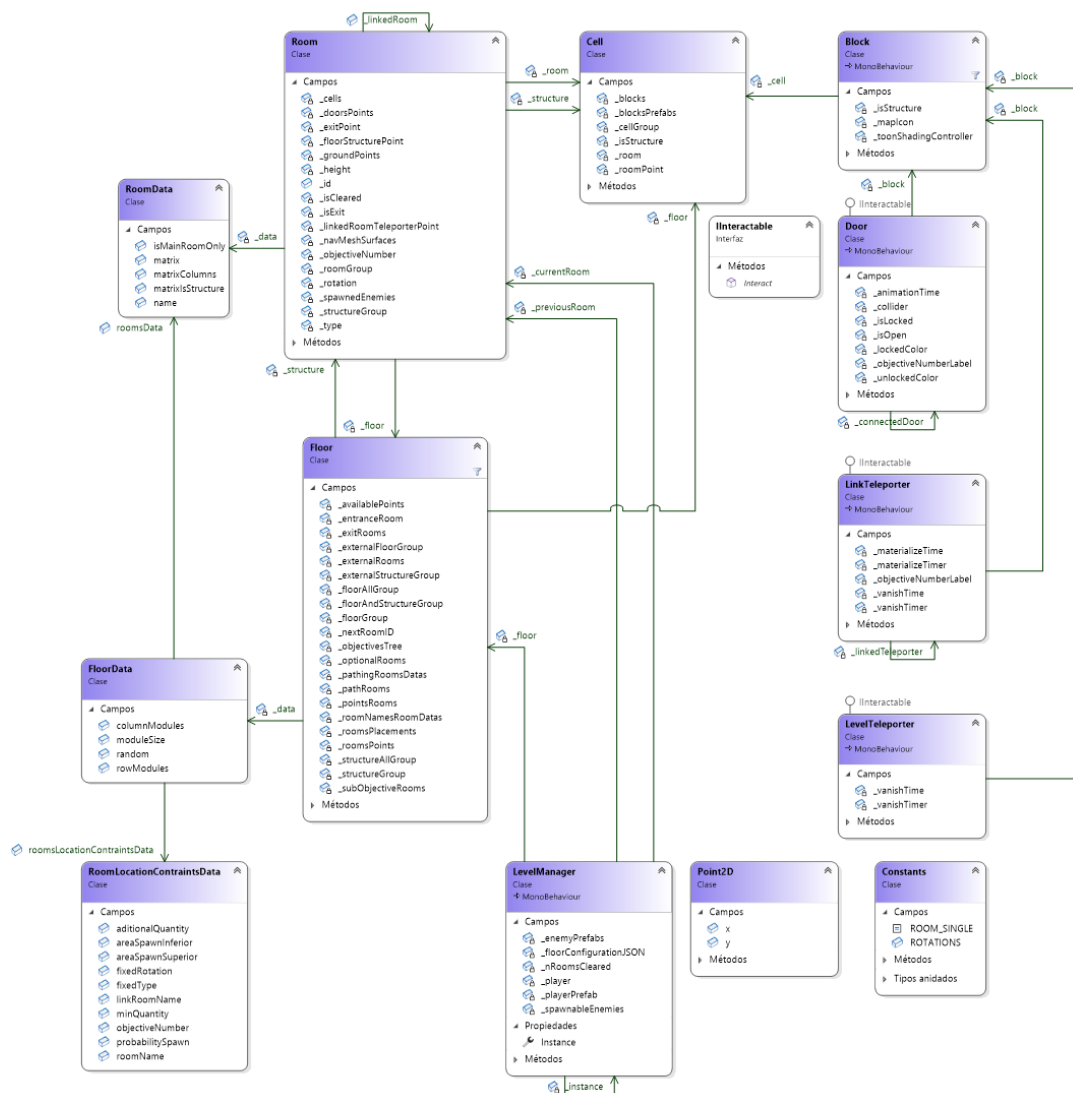 _linkedRoom
Room
Clase
Campos
_cells
_doorsPoints
_exitPoint
_floorStructurePoint
_groundPoints
_height
_id
_isCleared
_isExit
_linkedRoomTeleporterPoint
_navMeshSurfaces
_objectiveNumber
_roomGroup
_rotation
_spawnedEnemies
_structureGroup
_type
Métodos
_room
_structure
Cell
Clase
Campos
_blocks
_blocksPrefabs
_cellGroup
_isStructure
_room
_roomPoint
Métodos
_cell
Block
Clase
MonoBehaviour
Campos
_isStructure
_mapIcon
_toonShadingController
Métodos
_block
_block
_block
RoomData
Clase
Campos
isMainRoomOnly
matrix
matrixColumns
matrixIsStructure
name
_data
roomsData
_floor
IInteractable
Interfaz
Métodos
Interact
IInteractable
Door
Clase
Campos
_animationTime
_collider
_isLocked
_isOpen
_lockedColor
_objectiveNumberLabel
_unlockedColor
Métodos
_connectedDoor
_currentRoom
_previousRoom
_structure
_floor
Floor
Clase
Campos
_availablePoints
_entranceRoom
_exitRooms
_externalFloorGroup
_externalRooms
_externalStructureGroup
_floorAllGroup
_floorAndStructureGroup
_floorGroup
_nextRoomID
_objectivesTree
_optionalRooms
_pathingRoomsDatas
_pathRooms
_pointsRooms
_roomNamesRoomDatas
_roomsPlacements
_roomsPoints
_structureAllGroup
_structureGroup
_subObjectiveRooms
Métodos
IInteractable
LinkTeleporter
Clase
MonoBehaviour
Campos
_materializeTime
_materializeTimer
_objectiveNumberLabel
_vanishTime
_vanishTimer
Métodos
_linkedTeleporter
_floor
FloorData
Clase
Campos
columnModules
moduleSize
random
rowModules
_data
IInteractable
LevelTeleporter
Clase
MonoBehaviour
Campos
_vanishTime
_vanishTimer
Métodos
roomsLocationContraintsData
RoomLocationContraintsData
Clase
Campos
aditionalQuantity
areaSpawnInferior
areaSpawnSuperior
fixedRotation
fixedType
linkRoomName
minQuantity
objectiveNumber
probabilitySpawn
roomName
LevelManager
Clase
MonoBehaviour
Campos
_enemyPrefabs
_floorConfigurationJSON
_nRoomsCleared
_player
_playerPrefab
_spawnableEnemies
Propiedades
Instance
Métodos
_instance
Point2D
Clase
Campos
x
y
Métodos
Constants
Clase
Campos
ROOM_SINGLE
ROTATIONS
Métodos
Tipos anidados